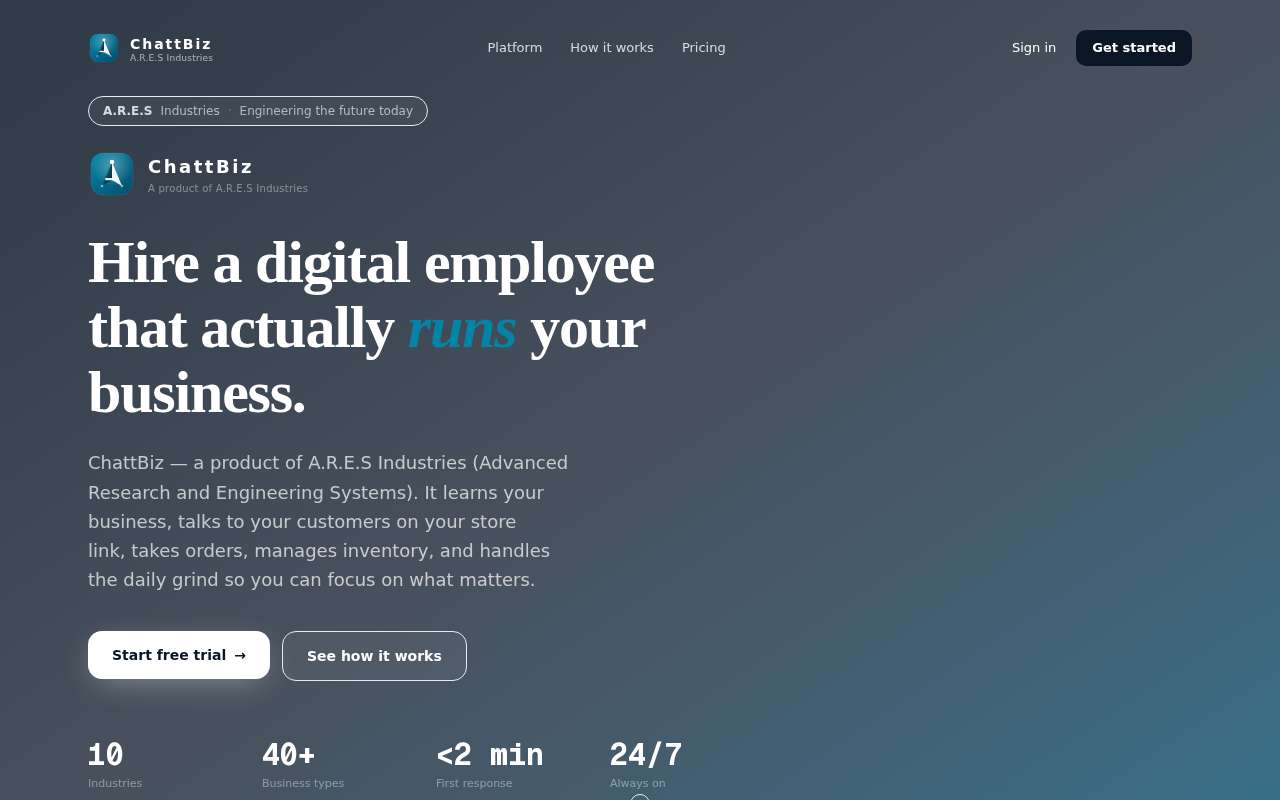 ChattBiz
A.R.E.S Industries
Platform
How it works
Pricing
Sign in
Get started
A.R.E.S Industries · Engineering the future today
ChattBiz
A product of A.R.E.S Industries
Hire a digital employee
that actually runs your
business.
ChattBiz — a product of A.R.E.S Industries (Advanced
Research and Engineering Systems). It learns your
business, talks to your customers on your store
link, takes orders, manages inventory, and handles
the daily grind so you can focus on what matters.
Start free trial →
See how it works
10
Industries
40+
Business types
<2 min
First response
24/7
Always on